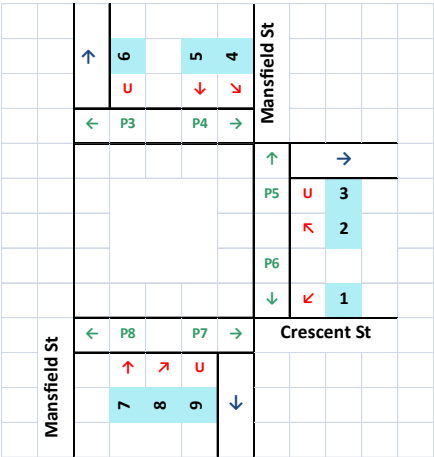 6 5 4
Mansfield St
U
P3 P4
P5 U 3
2
P6
1
P8 P7
Crescent St
Mansfield St
U
7 8 9